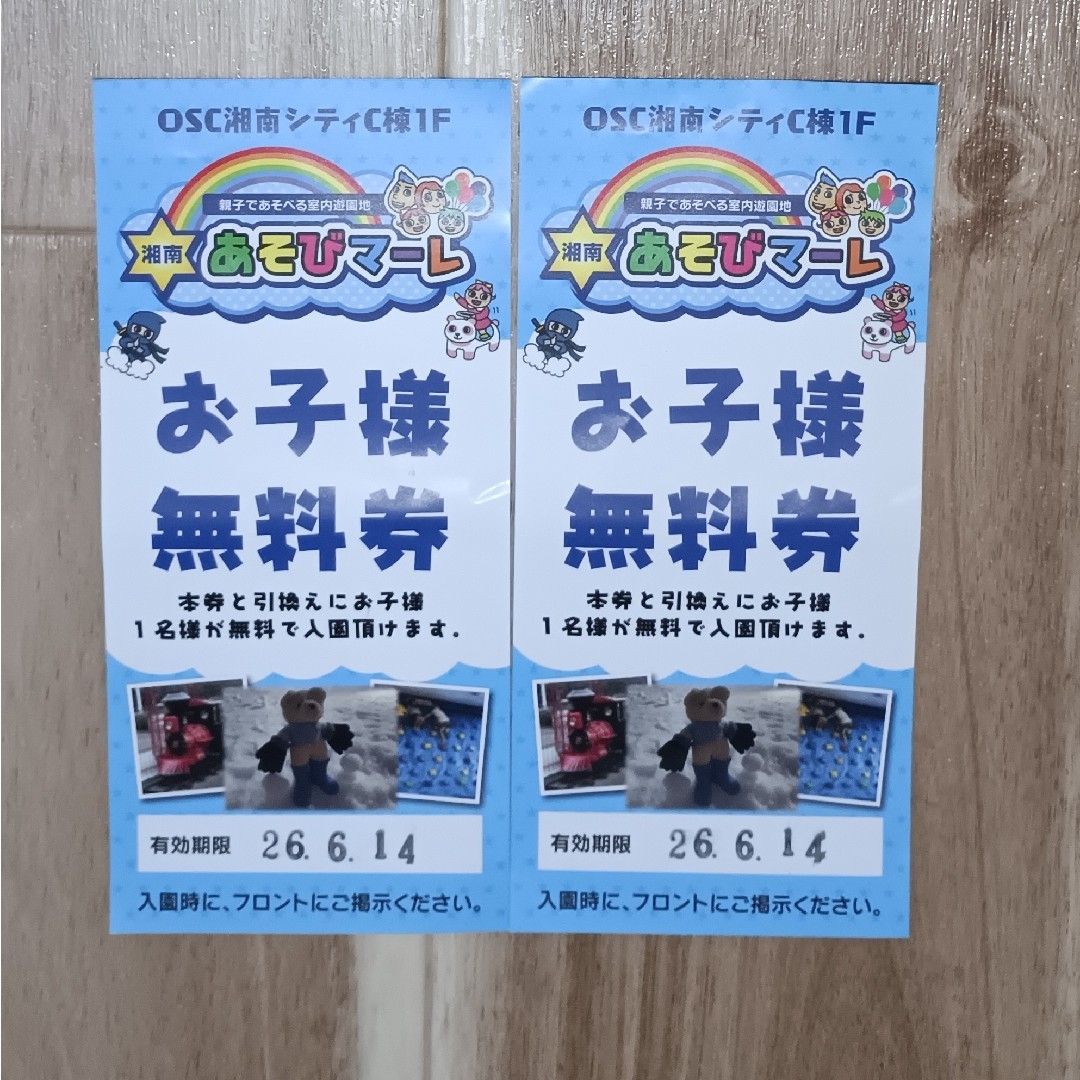 OSC湘南シティC棟1F
親子であそべる室内遊園地
湘南
あそびマーレ
お子様
無料券
本券と引換えにお子様
1名様が無料で入園頂けます。
有効期限 26.6.14
入園時に、フロントにご掲示ください。
OSC湘南シティC棟1F
親子であそべる室内遊園地
湘南
あそびマーレ
お子様
無料券
本券と引換えにお子様
1名様が無料で入園頂けます。
有効期限 26.6.14
入園時に、フロントにご掲示ください。